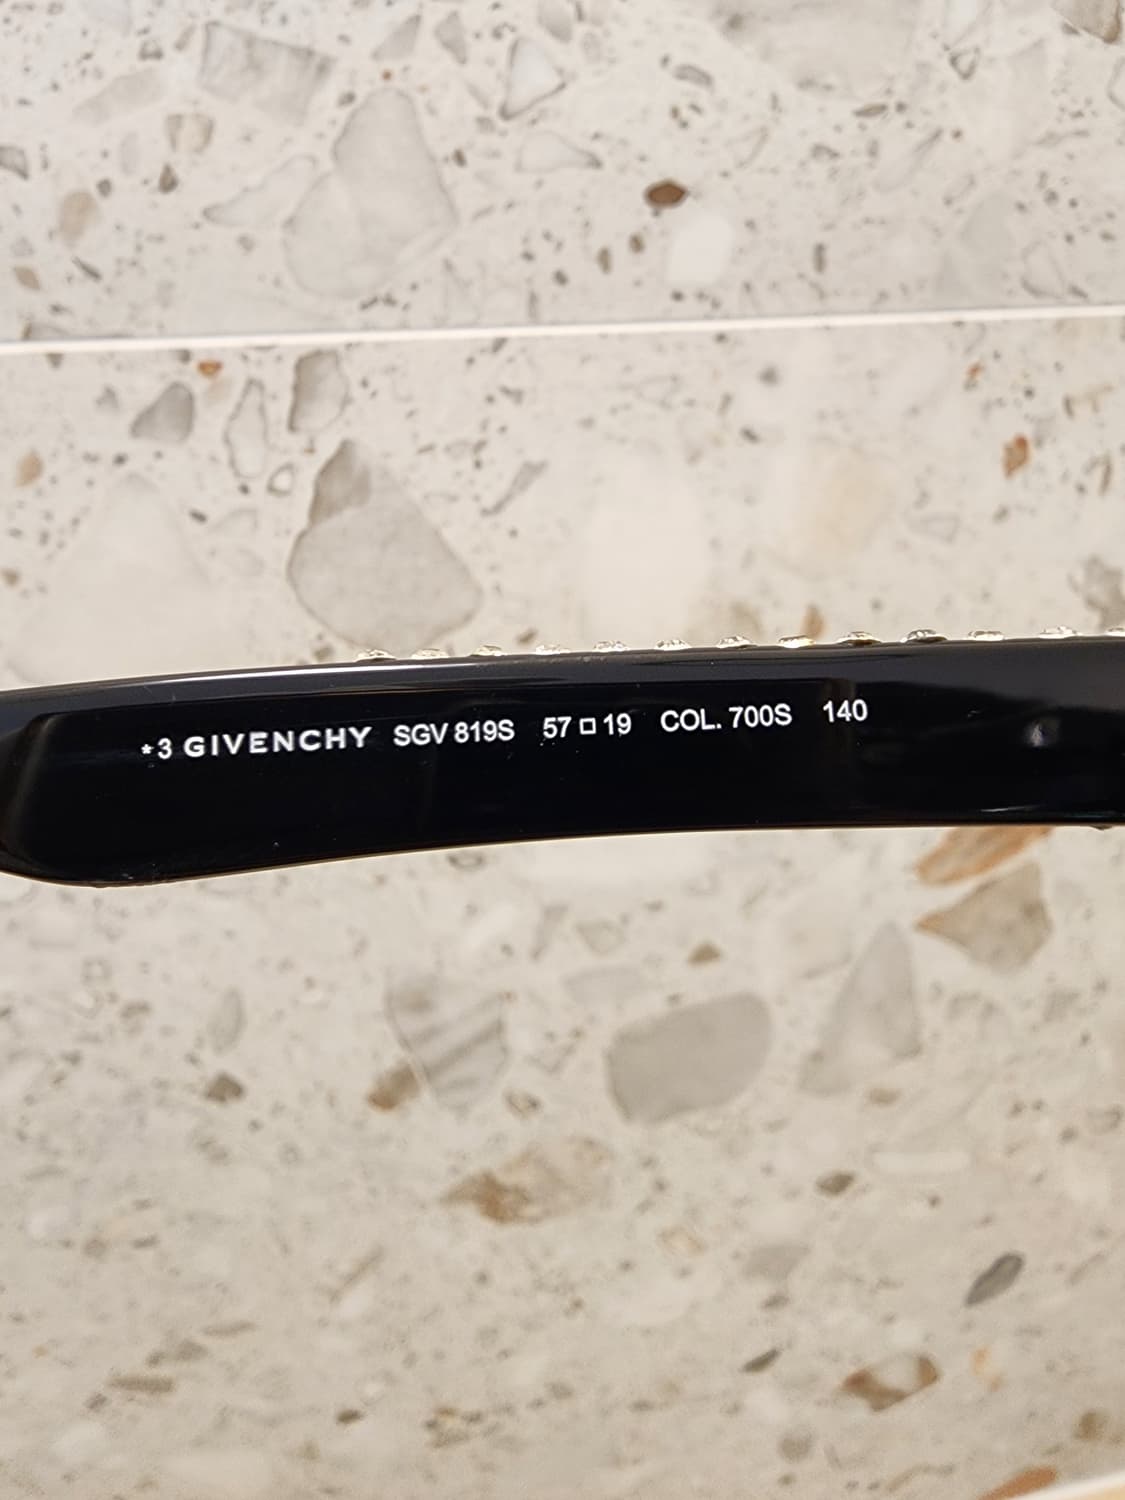 *3 GIVENCHY SGV 819S 57□19 COL. 700S 140